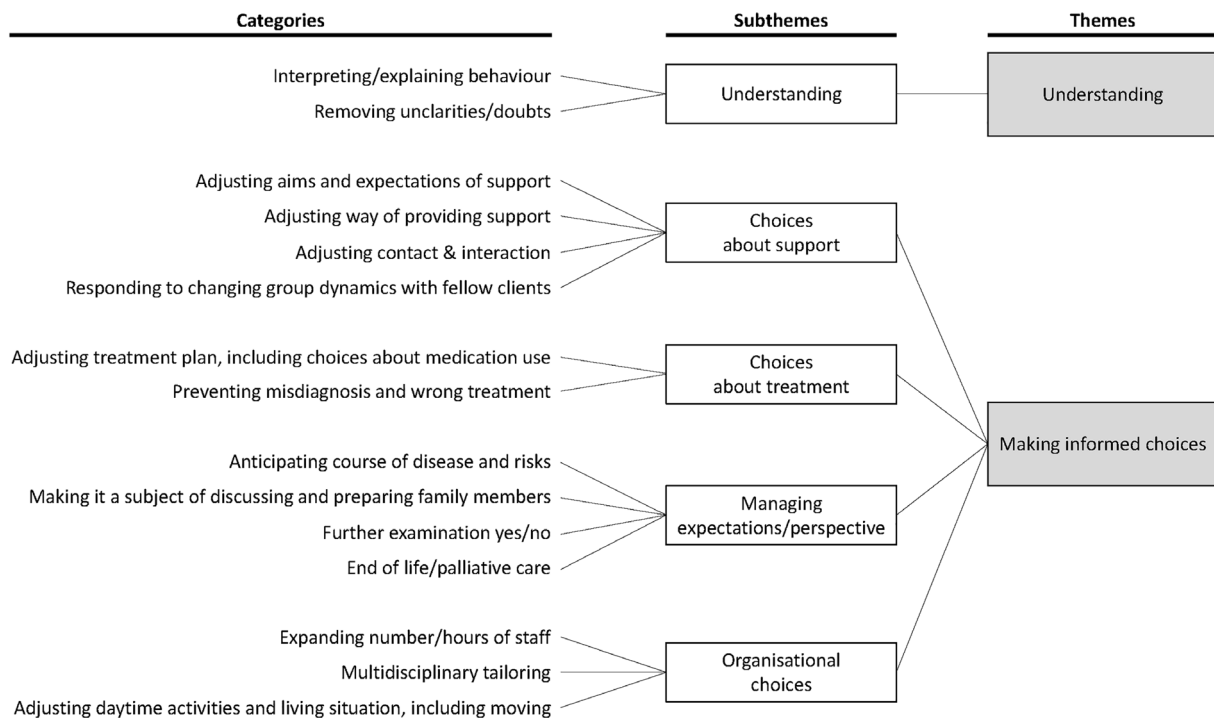 Categories
Subthemes
Themes
Interpreting/explaining behaviour
Removing unclarities/doubts
Understanding
Understanding
Adjusting aims and expectations of support
Adjusting way of providing support
Adjusting contact & interaction
Responding to changing group dynamics with fellow clients
Choices
about support
Adjusting treatment plan, including choices about medication use
Preventing misdiagnosis and wrong treatment
Choices
about treatment
Making informed choices
Anticipating course of disease and risks
Making it a subject of discussing and preparing family members
Further examination yes/no
End of life/palliative care
Managing
expectations/perspective
Expanding number/hours of staff
Multidisciplinary tailoring
Adjusting daytime activities and living situation, including moving
Organisational
choices